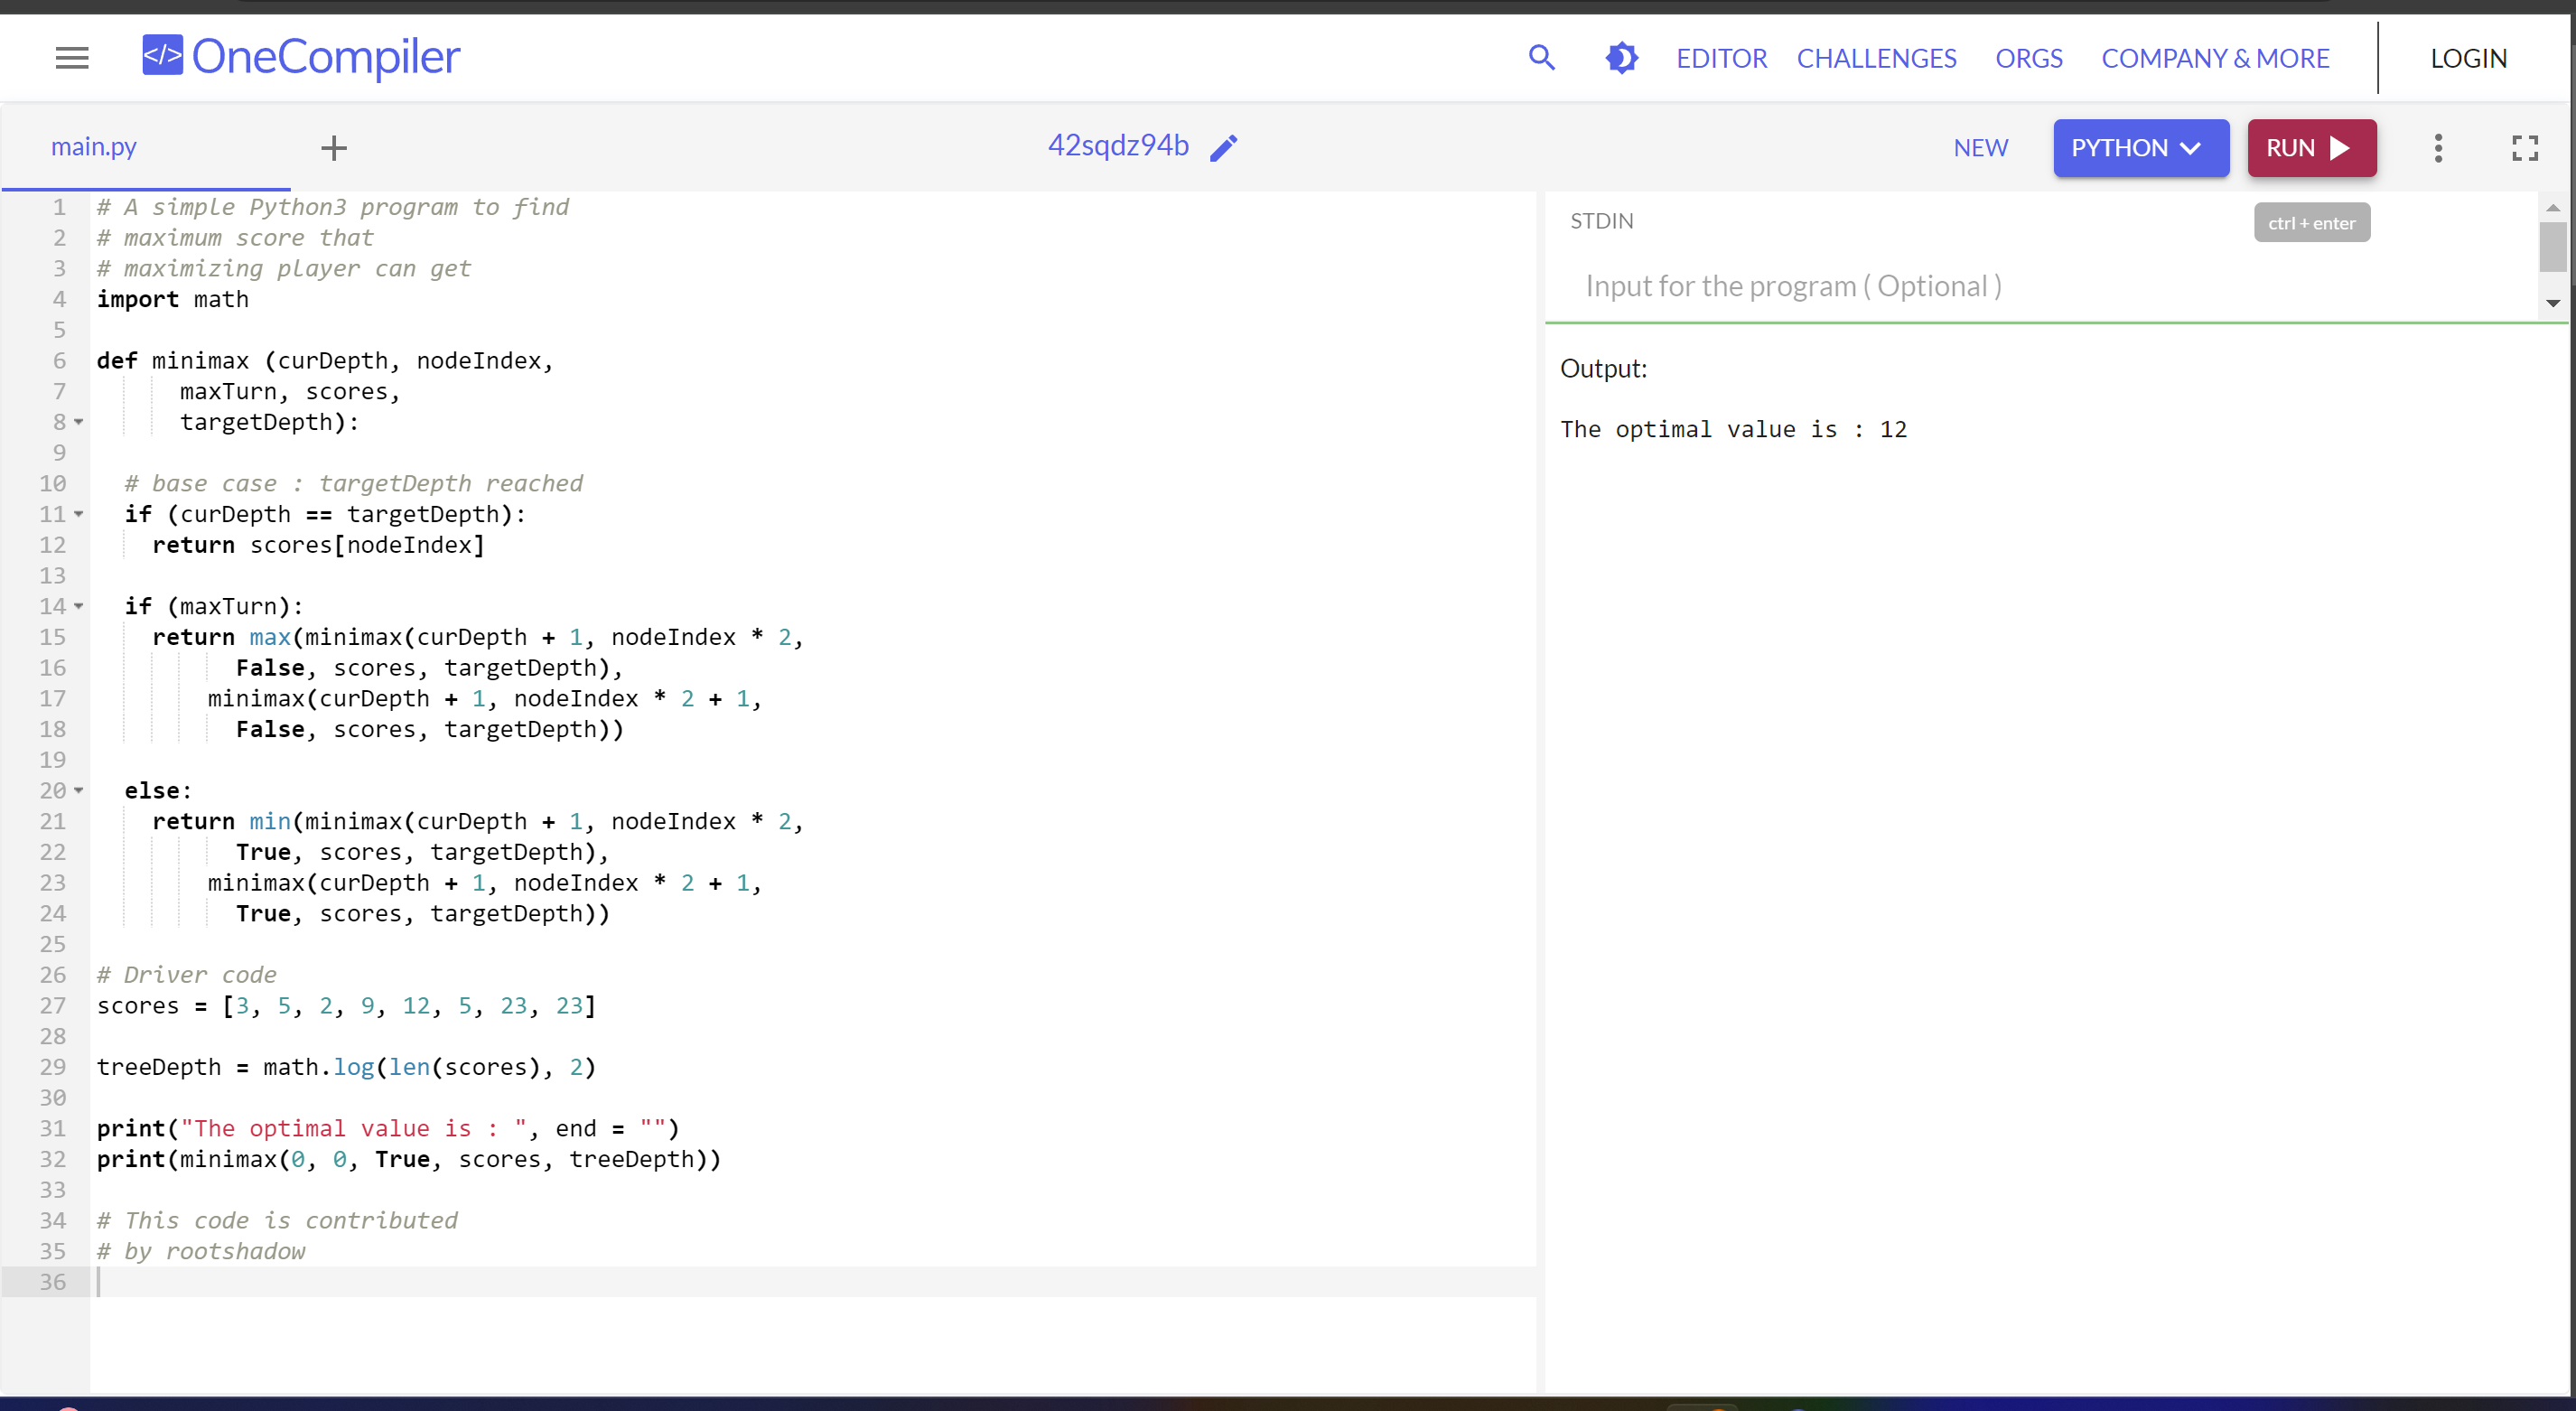 </> OneCompiler
EDITOR CHALLENGES ORGS COMPANY & MORE LOGIN
main.py + 42sqdz94b NEW PYTHON RUN
1 # A simple Python3 program to find
2 # maximum score that
3 # maximizing player can get
4 import math
5
6 def minimax (curDepth, nodeIndex,
7       maxTurn, scores,
8       targetDepth):
9
10   # base case : targetDepth reached
11   if (curDepth == targetDepth):
12     return scores[nodeIndex]
13
14   if (maxTurn):
15     return max(minimax(curDepth + 1, nodeIndex * 2,
16           False, scores, targetDepth),
17         minimax(curDepth + 1, nodeIndex * 2 + 1,
18           False, scores, targetDepth))
19
20   else:
21     return min(minimax(curDepth + 1, nodeIndex * 2,
22           True, scores, targetDepth),
23         minimax(curDepth + 1, nodeIndex * 2 + 1,
24           True, scores, targetDepth))
25
26 # Driver code
27 scores = [3, 5, 2, 9, 12, 5, 23, 23]
28
29 treeDepth = math.log(len(scores), 2)
30
31 print("The optimal value is : ", end = "")
32 print(minimax(0, 0, True, scores, treeDepth))
33
34 # This code is contributed
35 # by rootshadow
36
STDIN
ctrl + enter
Input for the program ( Optional )
Output:
The optimal value is : 12